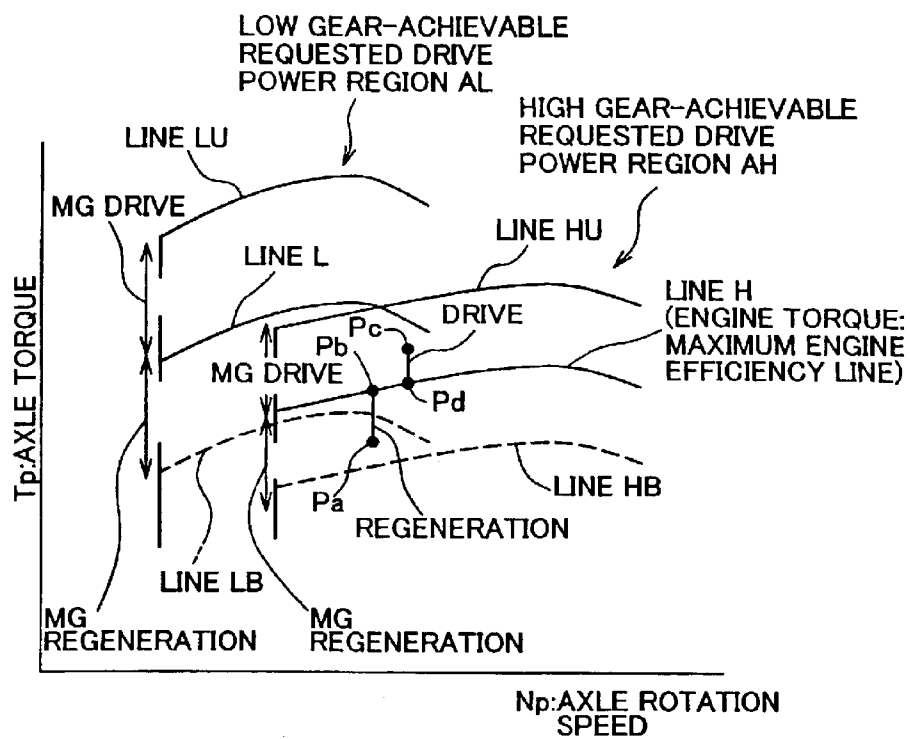 LOW GEAR-ACHIEVABLE
REQUESTED DRIVE
POWER REGION AL
HIGH GEAR-ACHIEVABLE
REQUESTED DRIVE
POWER REGION AH
LINE LU
MG DRIVE
LINE L
LINE HU
LINE H
(ENGINE TORQUE:
MAXIMUM ENGINE
EFFICIENCY LINE)
DRIVE
Pc
Pb
MG DRIVE
Pd
Tp:AXLE TORQUE
Pa
LINE HB
REGENERATION
LINE LB
MG
REGENERATION
MG
REGENERATION
Np:AXLE ROTATION
SPEED